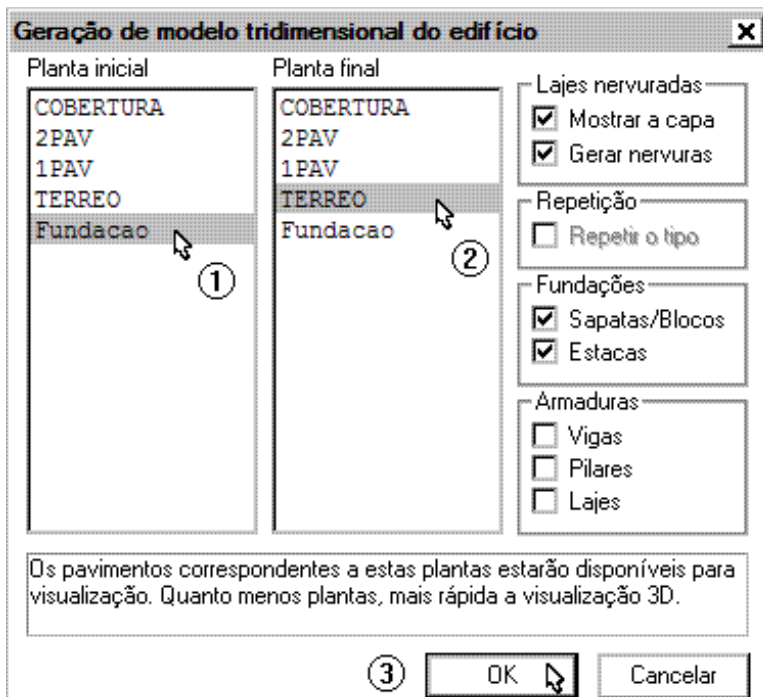 Geração de modelo tridimensional do edifício
Planta inicial
COBERTURA
2PAV
1PAV
TERREO
Fundacao
1
Planta final
COBERTURA
2PAV
1PAV
TERREO
Fundacao
2
Lajes nervuradas
Mostrar a capa
Gerar nervuras
Repetição
Repetir o tipo
Fundações
Sapatas/Blocos
Estacas
Armaduras
Vigas
Pilares
Lajes
Os pavimentos correspondentes a estas plantas estarão disponíveis para
visualização. Quanto menos plantas, mais rápida a visualização 3D.
3
OK
Cancelar